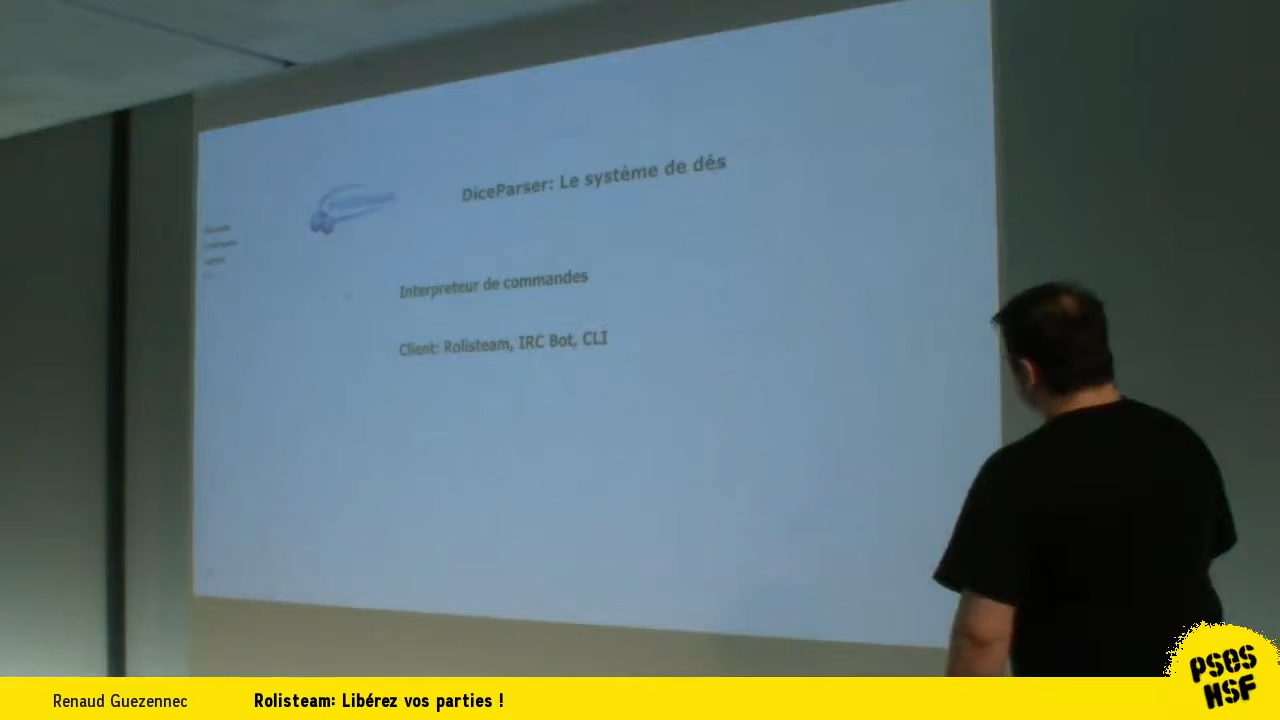 DiceParser: Le système de dés
Interpreteur de commandes
Client: Rolisteam, IRC Bot, CLI
Renaud Guezennec
Rolisteam: Libérez vos parties !
PSES
HSF